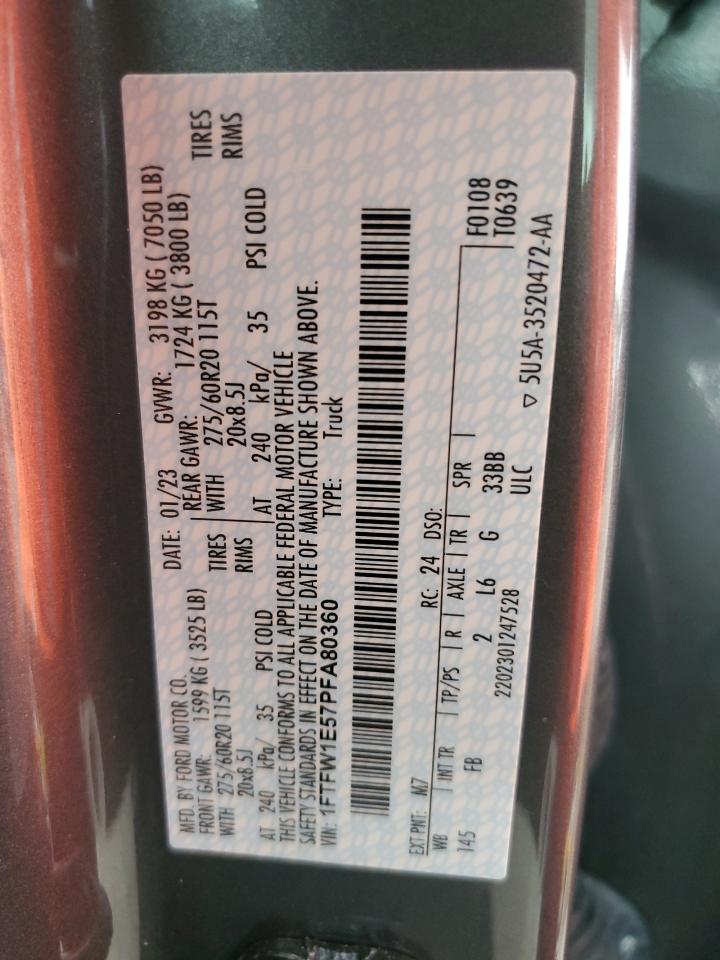 MFD. BY FORD MOTOR CO. DATE: 01/23 GVWR: 3198 KG ( 7050 LB)
FRONT GAWR: 1599 KG ( 3525 LB) REAR GAWR: 1724 KG ( 3800 LB)
WITH 275/60R20 115T TIRES WITH 275/60R20 115T TIRES
20x8.5J RIMS 20x8.5J RIMS
AT 240 kPa/ 35 PSI COLD AT 240 kPa/ 35 PSI COLD
THIS VEHICLE CONFORMS TO ALL APPLICABLE FEDERAL MOTOR VEHICLE
SAFETY STANDARDS IN EFFECT ON THE DATE OF MANUFACTURE SHOWN ABOVE.
VIN: 1FTFW1E57PFA80360 TYPE: Truck
EXT PNT: M7 RC: 24 DSO: F0108
WB INT TR TP/PS R AXLE TR SPR T0639
145 FB 2 L6 G 33BB
2202301247528 ULC ▽ 5U5A-3520472-AA